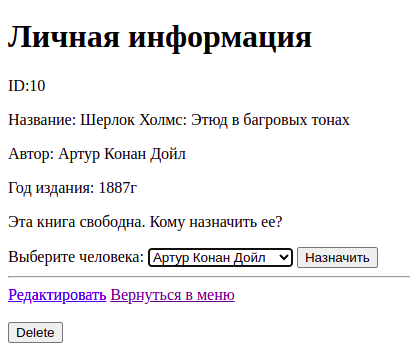 Личная информация
ID:10
Название: Шерлок Холмс: Этюд в багровых тонах
Автор: Артур Конан Дойл
Год издания: 1887г
Эта книга свободна. Кому назначить ее?
Выберите человека: Артур Конан Дойл Назначить
Редактировать Вернуться в меню
Delete